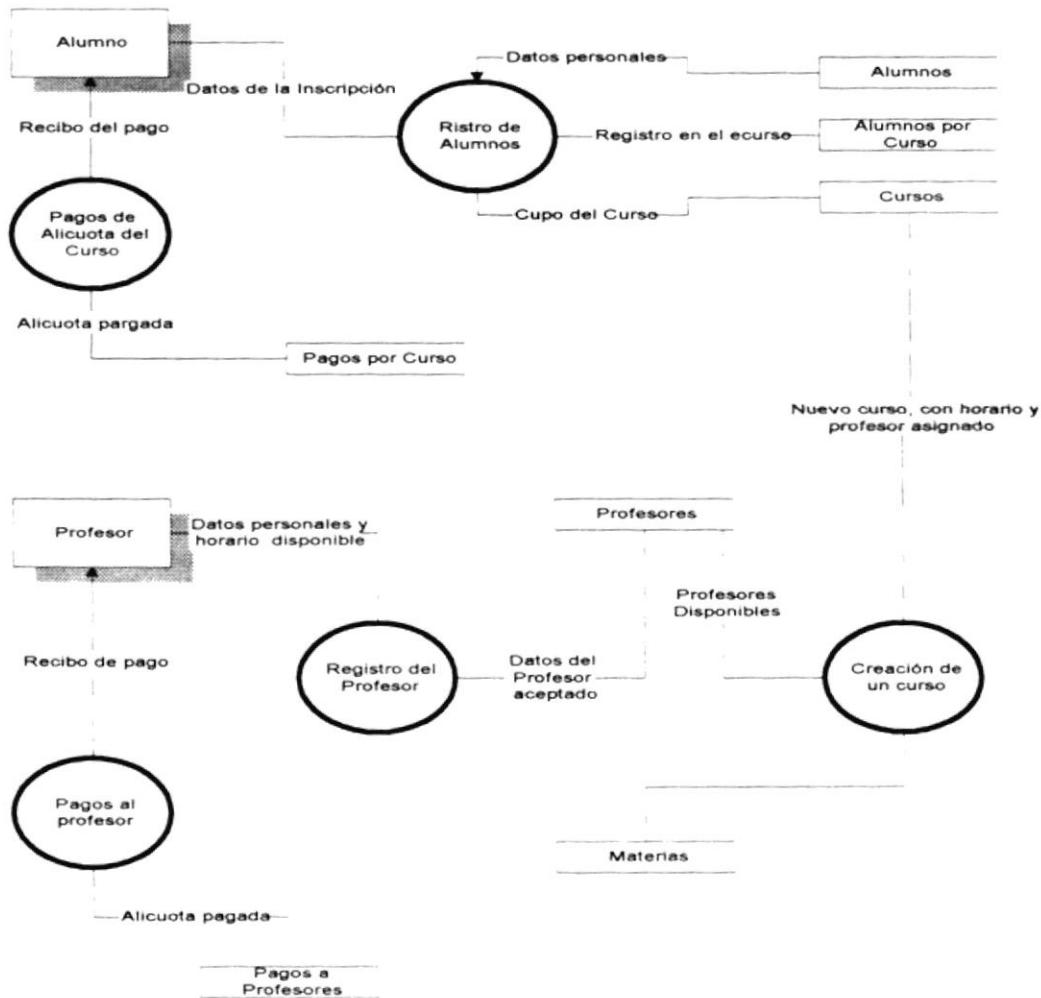 Alumno
Datos personales
Alumnos
Datos de la Inscripción
Recibo del pago
Ristro de
Alumnos
Registro en el ecurso
Alumnos por
Curso
Pagos de
Alicuota del
Curso
Cupo del Curso
Cursos
Alicuota pargada
Pagos por Curso
Nuevo curso, con horario y
profesor asignado
Profesor
Datos personales y
horario disponible
Profesores
Profesores
Disponibles
Recibo de pago
Registro del
Profesor
Datos del
Profesor
aceptado
Creación de
un curso
Pagos al
profesor
Materias
Alicuota pagada
Pagos a
Profesores